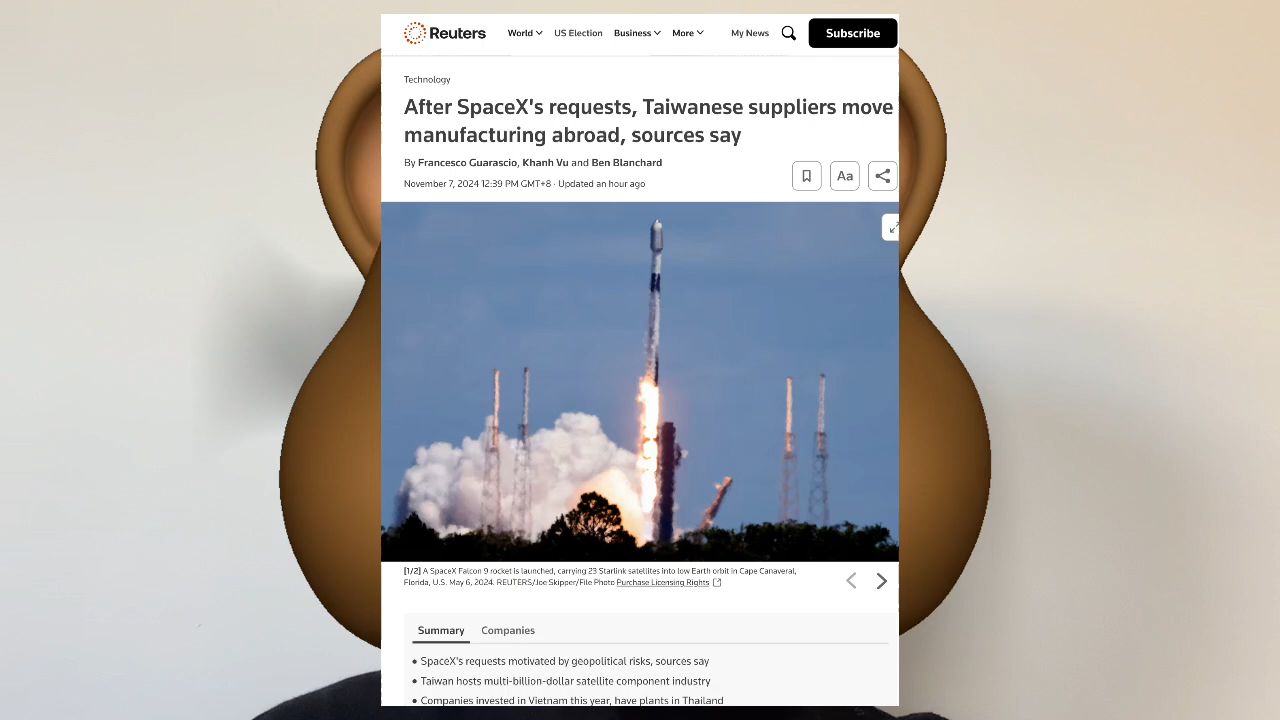 Reuters
World
US Election
Business
More
My News
Subscribe
Technology
After SpaceX's requests, Taiwanese suppliers move
manufacturing abroad, sources say
By Francesco Guarascio, Khanh Vu and Ben Blanchard
November 7, 2024 12:39 PM GMT+8 · Updated an hour ago
Aa
[1/2] A SpaceX Falcon 9 rocket is launched, carrying 23 Starlink satellites into low Earth orbit in Cape Canaveral,
Florida, U.S. May 6, 2024. REUTERS/Joe Skipper/File Photo Purchase Licensing Rights
Summary
Companies
• SpaceX's requests motivated by geopolitical risks, sources say
• Taiwan hosts multi-billion-dollar satellite component industry
• Companies invested in Vietnam this year, have plants in Thailand